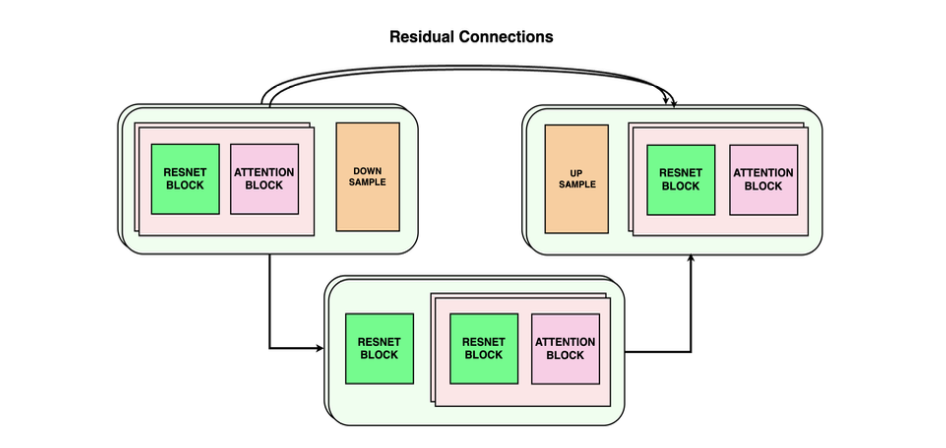 Residual Connections
RESNET
BLOCK
ATTENTION
BLOCK
DOWN
SAMPLE
UP
SAMPLE
RESNET
BLOCK
ATTENTION
BLOCK
RESNET
BLOCK
RESNET
BLOCK
ATTENTION
BLOCK